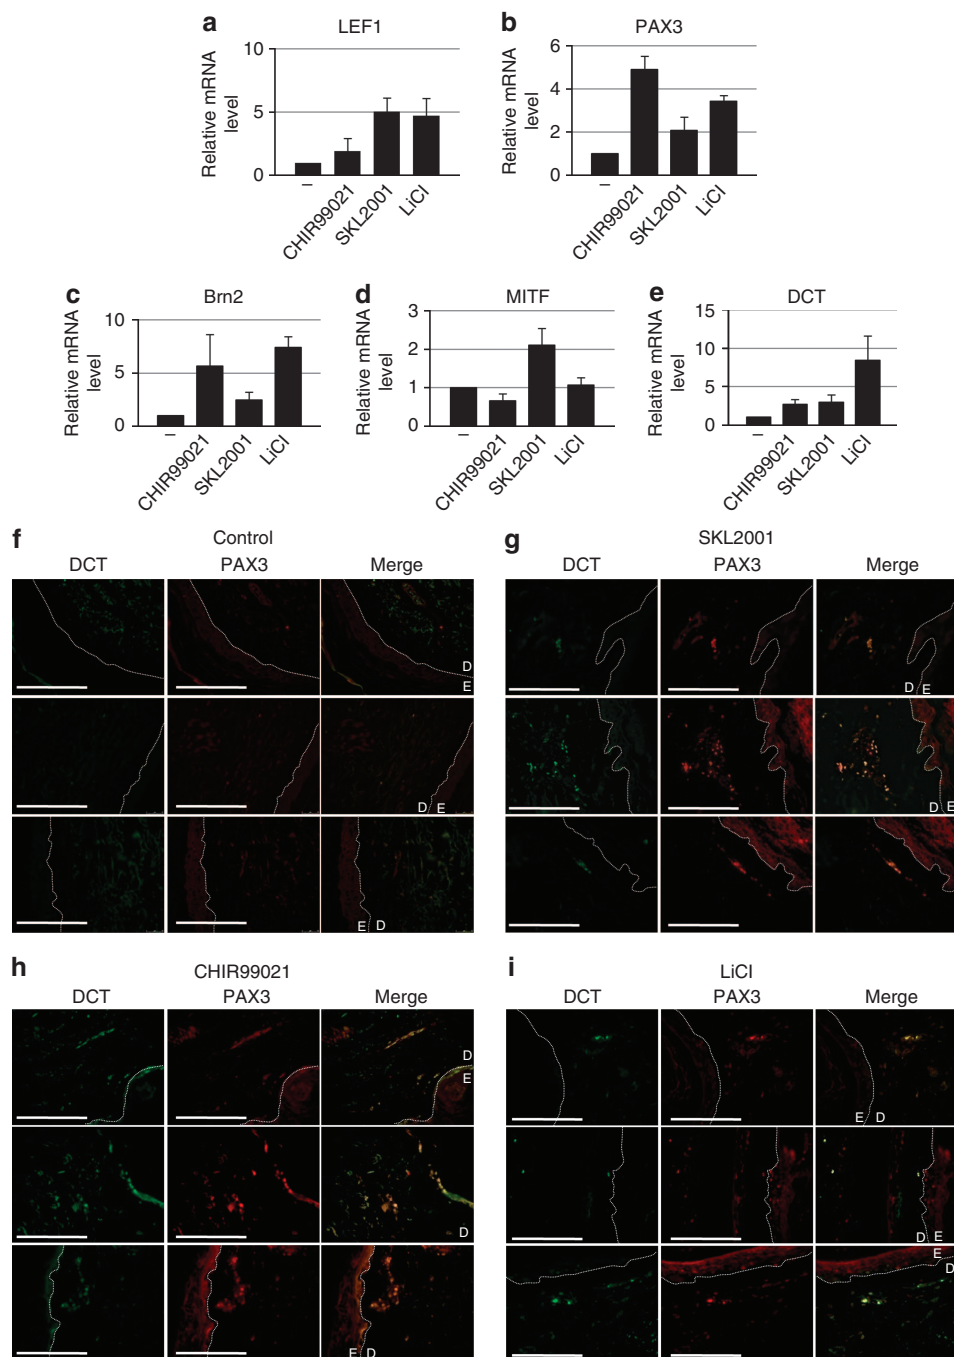 a
LEF1
Relative mRNA
level
10
5
0
–
CHIR99021
SKL2001
LiCl
b
PAX3
Relative mRNA
level
6
4
2
0
–
CHIR99021
SKL2001
LiCl
c
Brn2
Relative mRNA
level
10
5
0
–
CHIR99021
SKL2001
LiCl
d
MITF
Relative mRNA
level
3
2
1
0
–
CHIR99021
SKL2001
LiCl
e
DCT
Relative mRNA
level
15
10
5
0
–
CHIR99021
SKL2001
LiCl
f
Control
DCT PAX3 Merge
D
E
D E
E D
g
SKL2001
DCT PAX3 Merge
D E
D E
h
CHIR99021
DCT PAX3 Merge
D
E
D
E D
i
LiCl
DCT PAX3 Merge
E D
D E
E
D